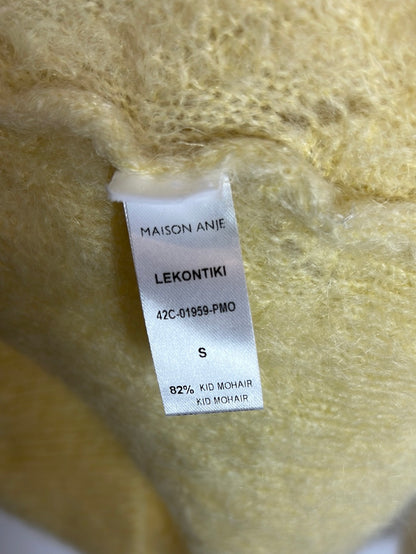 MAISON ANJE
LEKONTIKI
42C-01959-PMO
S
82% KID MOHAIR
KID MOHAIR